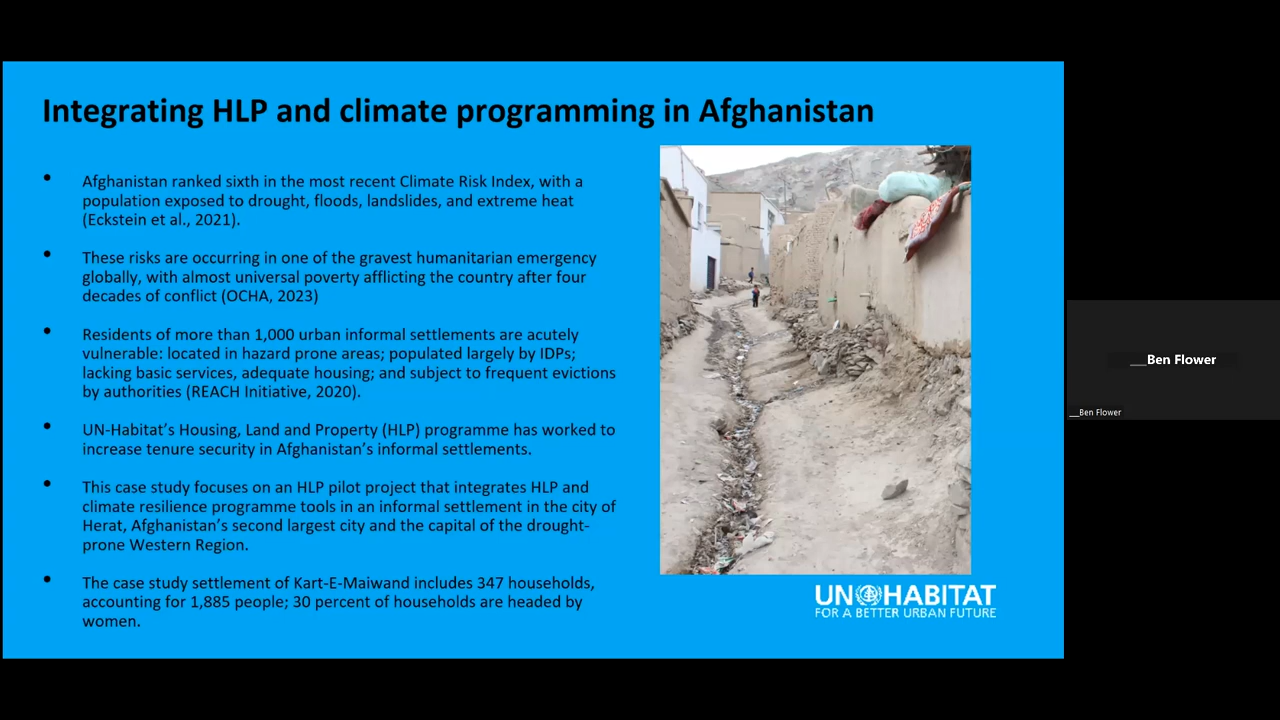 Integrating HLP and climate programming in Afghanistan
• Afghanistan ranked sixth in the most recent Climate Risk Index, with a
population exposed to drought, floods, landslides, and extreme heat
(Eckstein et al., 2021).
• These risks are occurring in one of the gravest humanitarian emergency
globally, with almost universal poverty afflicting the country after four
decades of conflict (OCHA, 2023)
• Residents of more than 1,000 urban informal settlements are acutely
vulnerable: located in hazard prone areas; populated largely by IDPs;
lacking basic services, adequate housing; and subject to frequent evictions
by authorities (REACH Initiative, 2020).
• UN-Habitat’s Housing, Land and Property (HLP) programme has worked to
increase tenure security in Afghanistan’s informal settlements.
• This case study focuses on an HLP pilot project that integrates HLP and
climate resilience programme tools in an informal settlement in the city of
Herat, Afghanistan’s second largest city and the capital of the drought-
prone Western Region.
• The case study settlement of Kart-E-Maiwand includes 347 households,
accounting for 1,885 people; 30 percent of households are headed by
women.
UN HABITAT
FOR A BETTER URBAN FUTURE
__Ben Flower
__Ben Flower